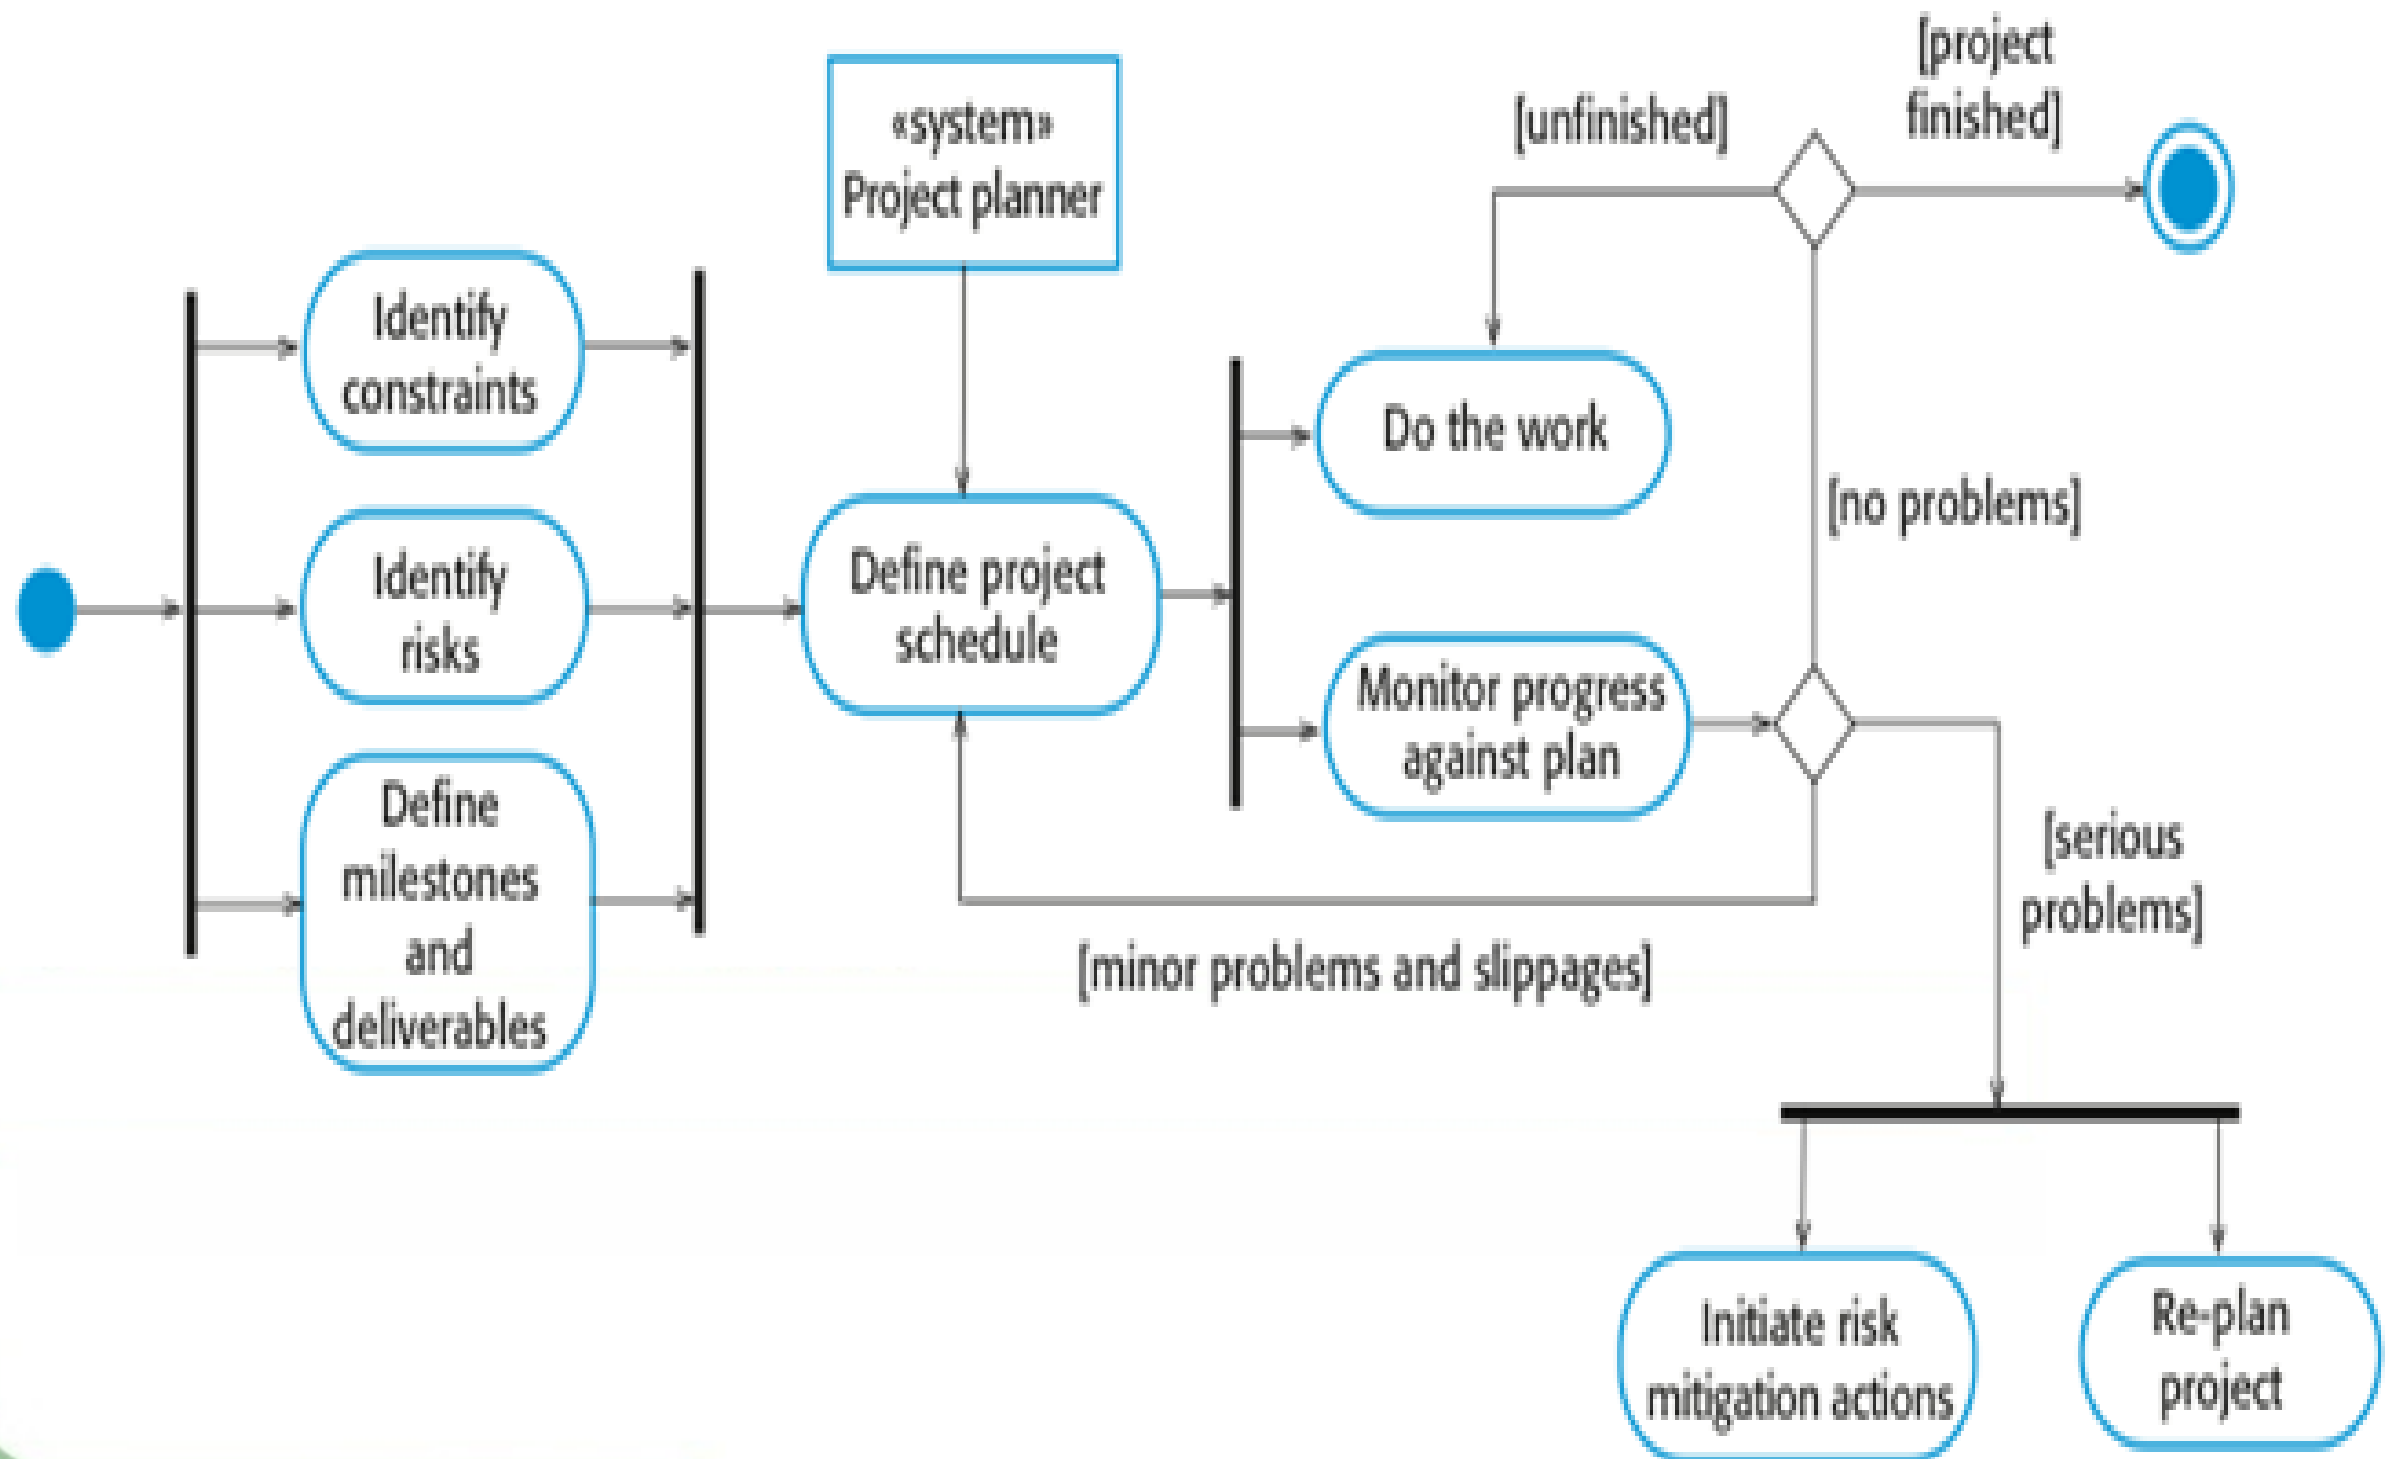 Identify
constraints
Identify
risks
Define
milestones
and
deliverables
«system»
Project planner
Define project
schedule
[unfinished]
[project
finished]
Do the work
[no problems]
Monitor progress
against plan
[serious
problems]
[minor problems and slippages]
Initiate risk
mitigation actions
Re-plan
project